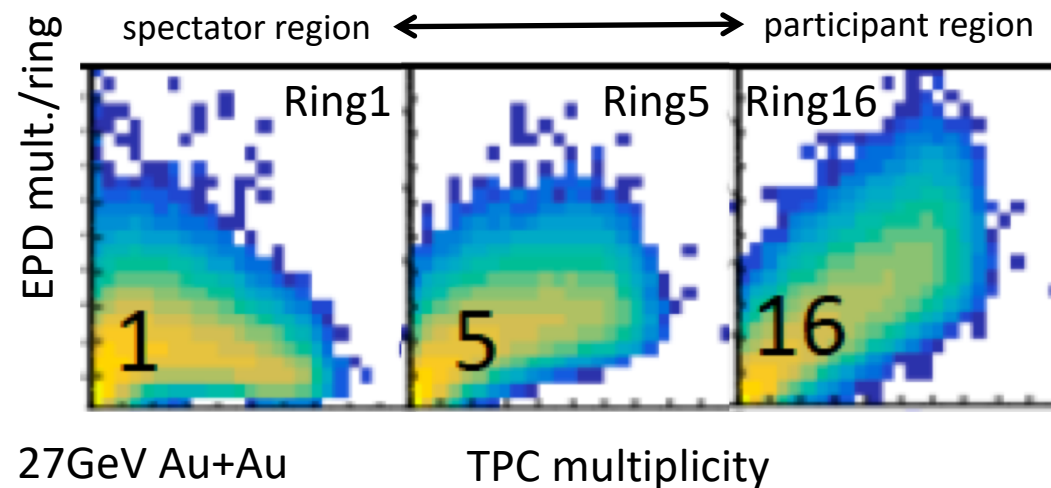 spectator region
participant region
EPD mult./ring
Ring1
Ring5
Ring16
1
5
16
27GeV Au+Au
TPC multiplicity